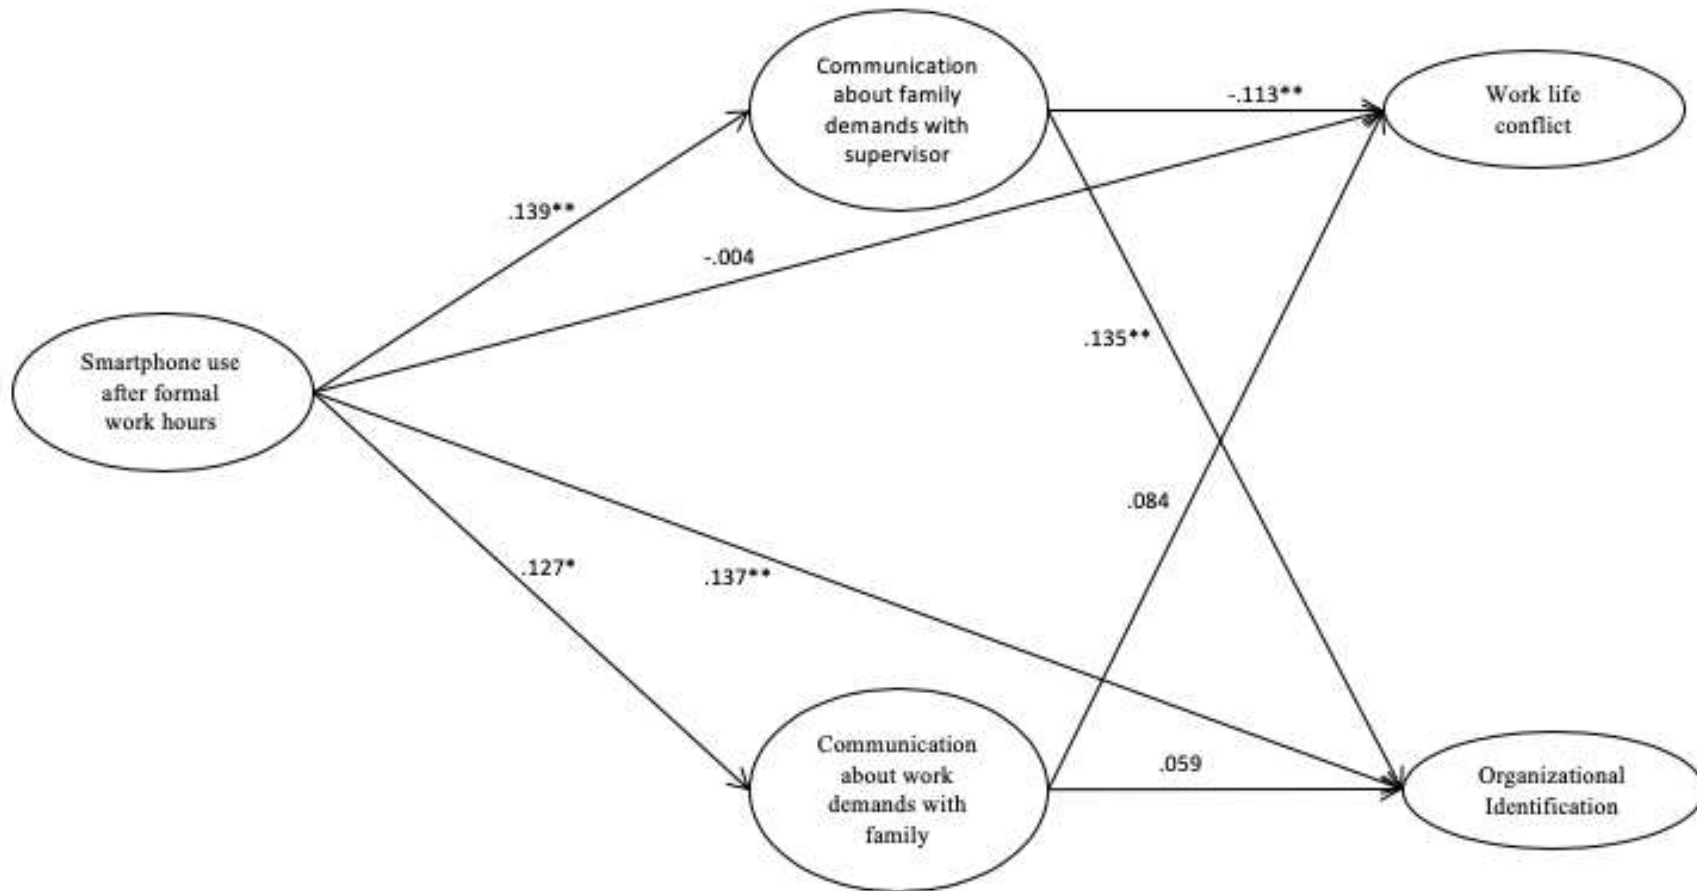 Communication
about family
demands with
supervisor
-.113**
Work life
conflict
.139**
-.004
Smartphone use
after formal
work hours
.135**
.084
.127*
.137**
Communication
about work
demands with
family
.059
Organizational
Identification